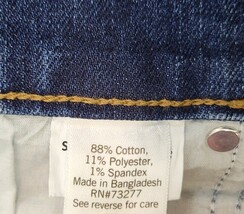 S
88% Cotton,
11% Polyester,
1% Spandex
Made in Bangladesh
RN#73277
See reverse for care